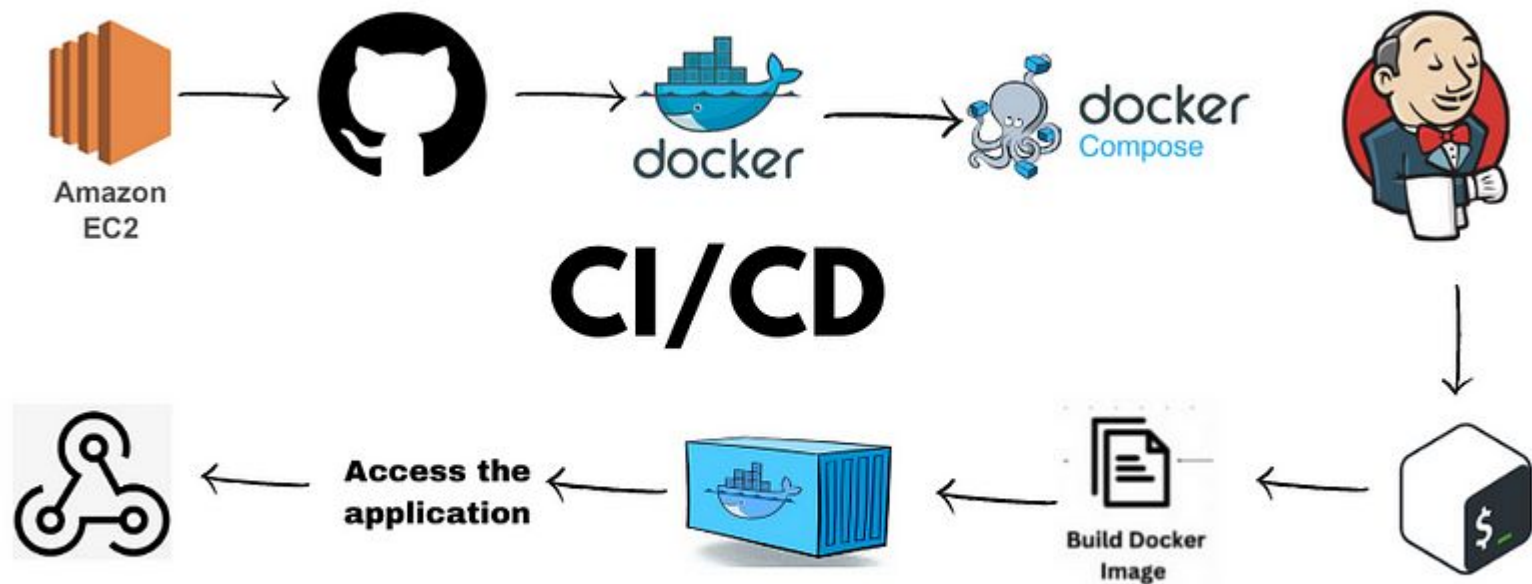 Amazon
EC2
docker
docker
Compose
CI/CD
Access the
application
Build Docker
Image
$_